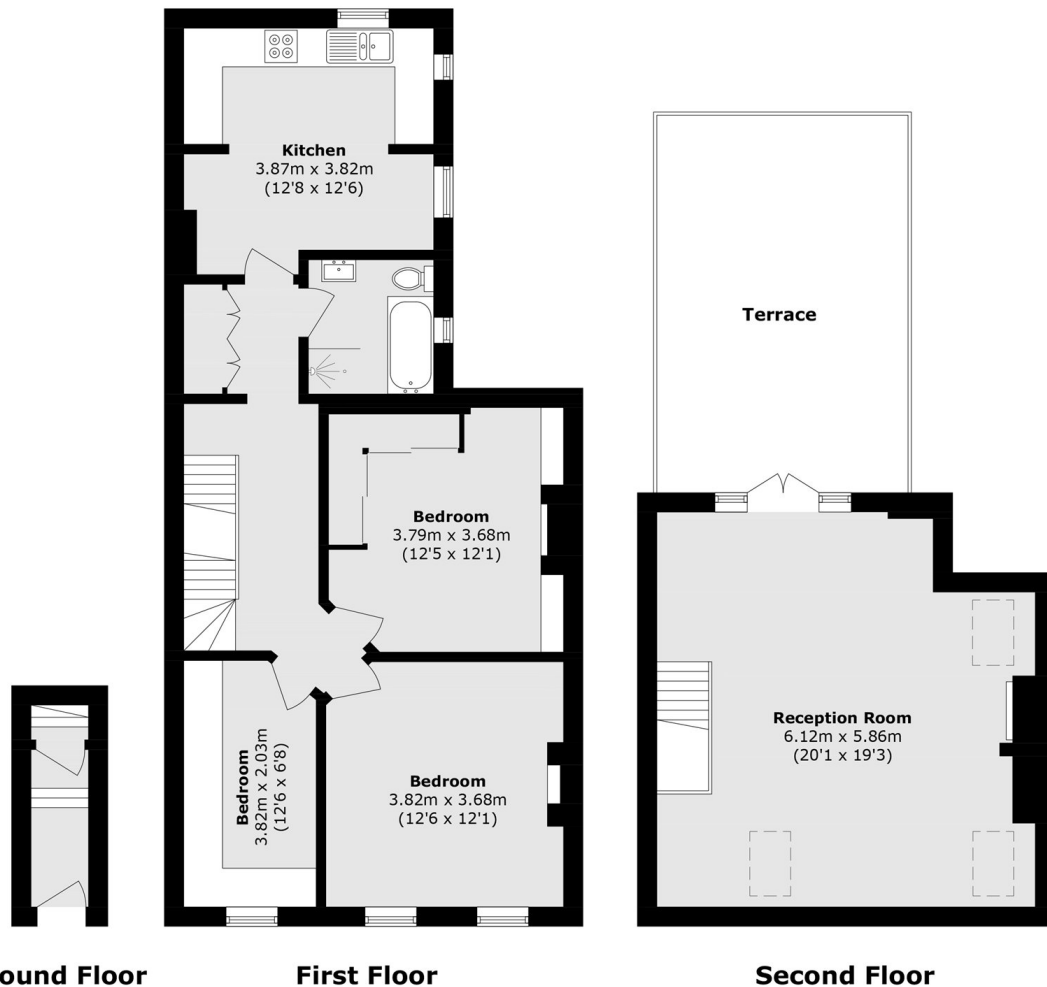 Kitchen
3.87m x 3.82m
(12'8 x 12'6)
Terrace
Bedroom
3.79m x 3.68m
(12'5 x 12'1)
Reception Room
6.12m x 5.86m
(20'1 x 19'3)
Bedroom
3.82m x 2.03m
(12'6 x 6'8)
Bedroom
3.82m x 3.68m
(12'6 x 12'1)
ound Floor
First Floor
Second Floor